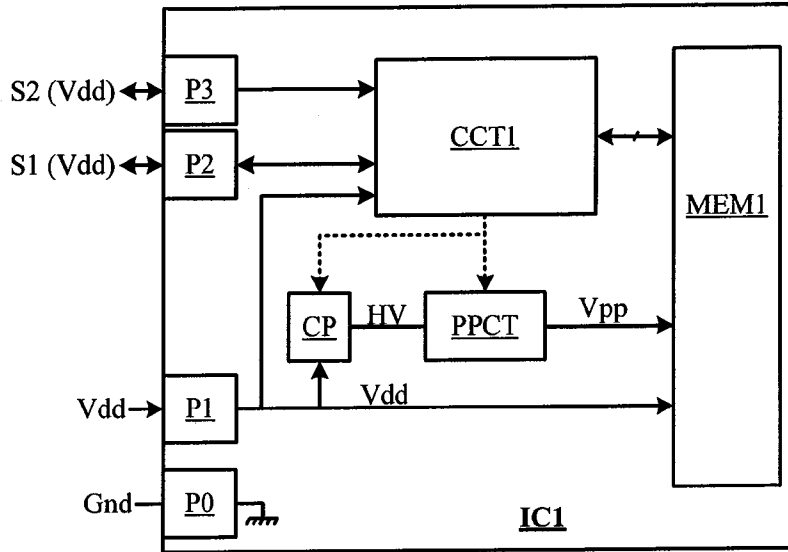 S2 (Vdd)
P3
S1 (Vdd)
P2
CCT1
MEM1
CP
HV
PPCT
Vpp
Vdd
P1
Vdd
Gnd
P0
IC1